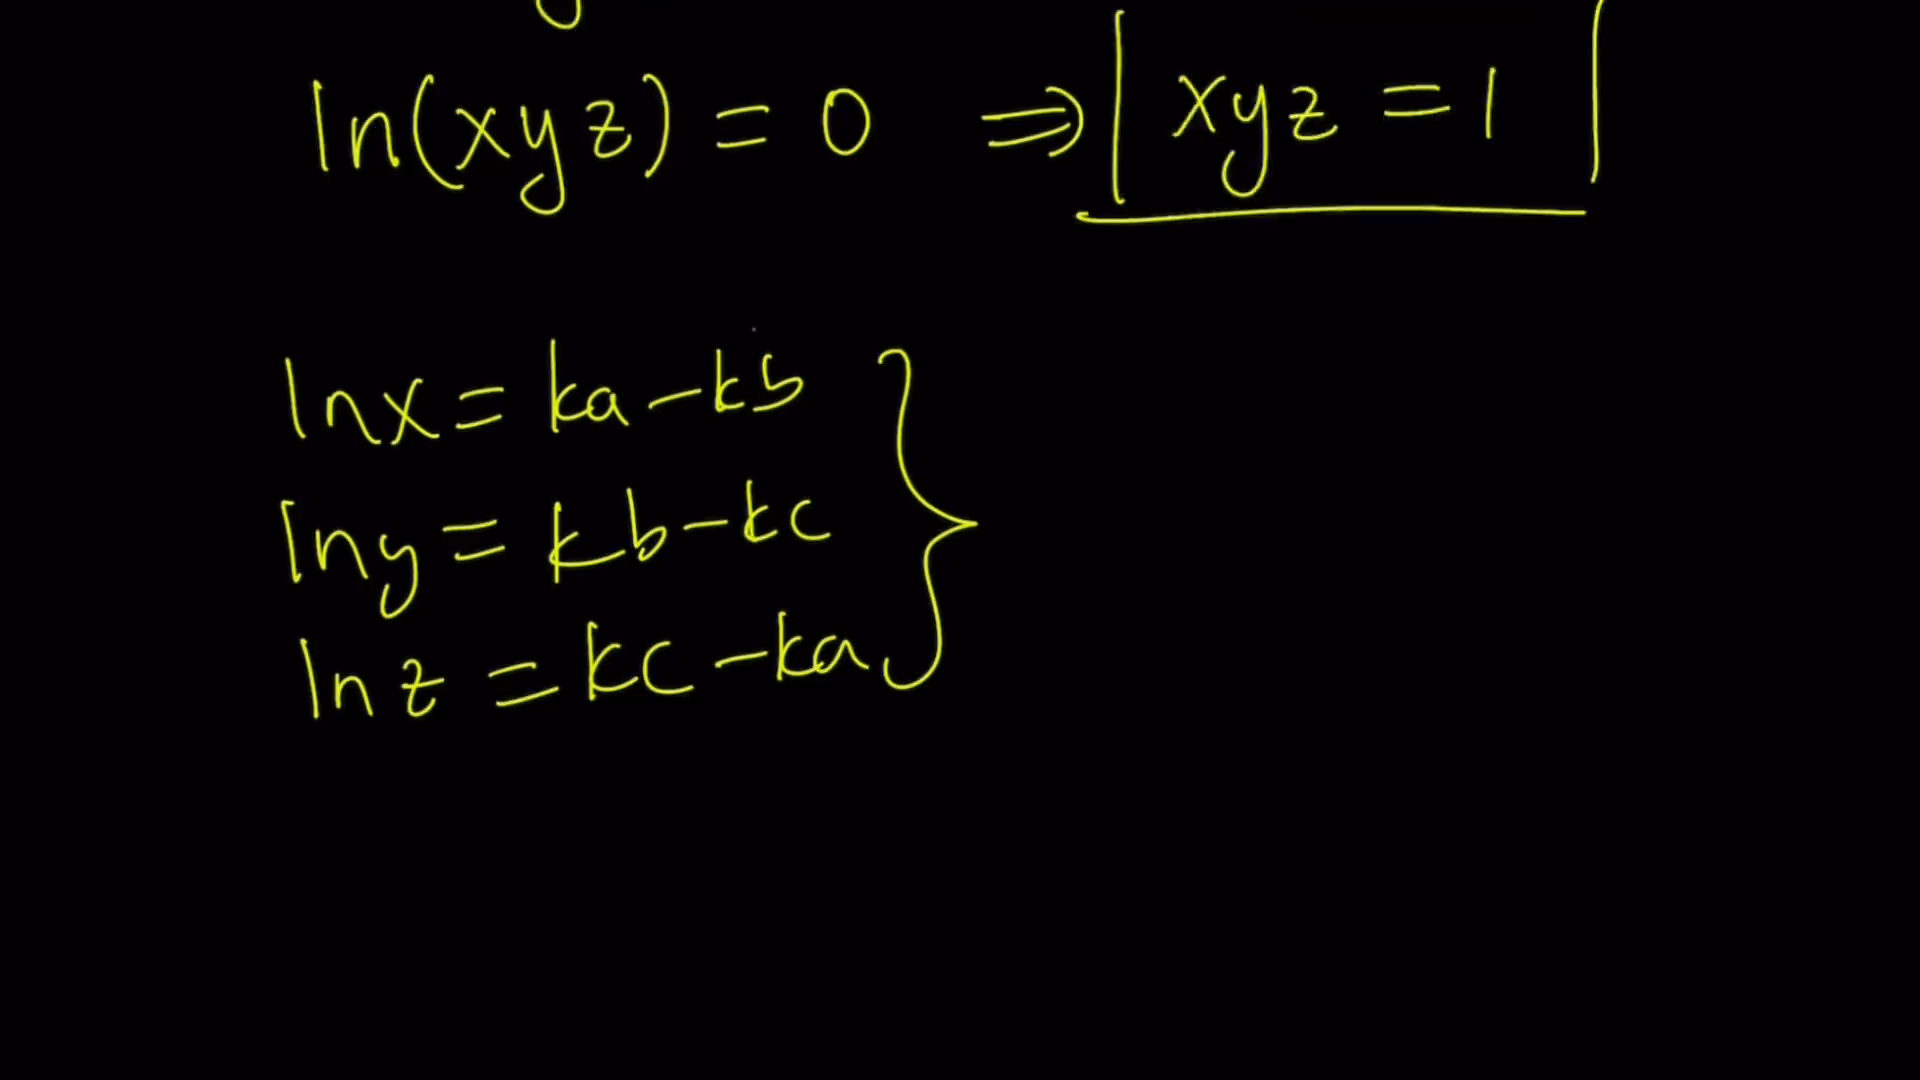 ln(xyz) = 0 ⇒ xyz = 1
lnx = ka - kb
lny = kb - kc
lnz = kc - ka